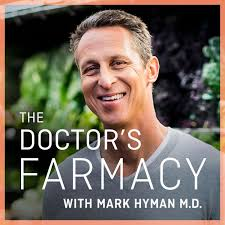 THE
DOCTOR'S
FARMACY
WITH MARK HYMAN M.D.